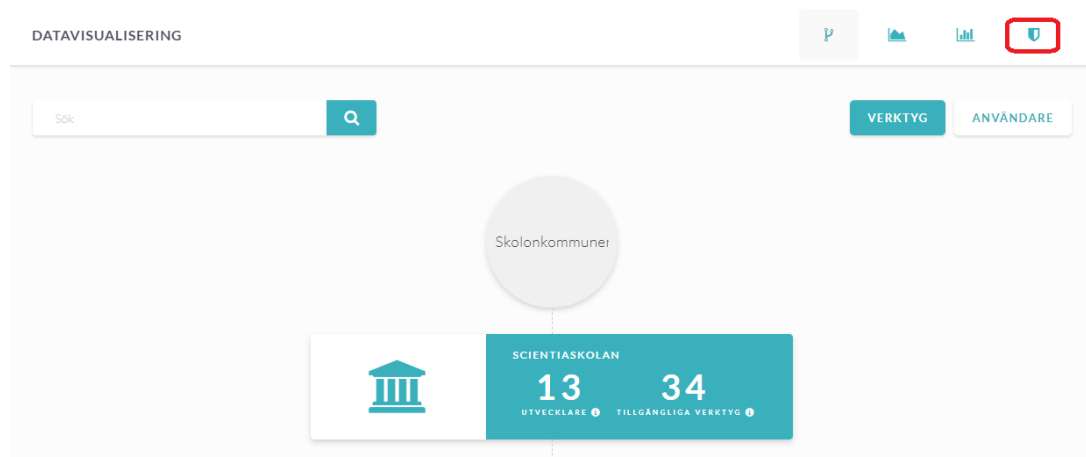 DATAVISUALISERING
Sök
VERKTYG
ANVÄNDARE
Skolonkommuner
SCIENTIASKOLAN
13 34
UTVECKLARE TILLGÄNGLIGA VERKTYG